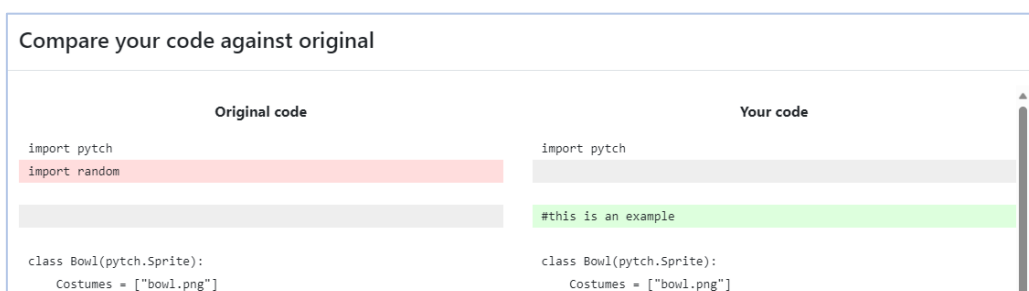 Compare your code against original
Original code
Your code
import pytch
import random
class Bowl(pytch.Sprite):
Costumes = ["bowl.png"]
import pytch
#this is an example
class Bowl(pytch.Sprite):
Costumes = ["bowl.png"]